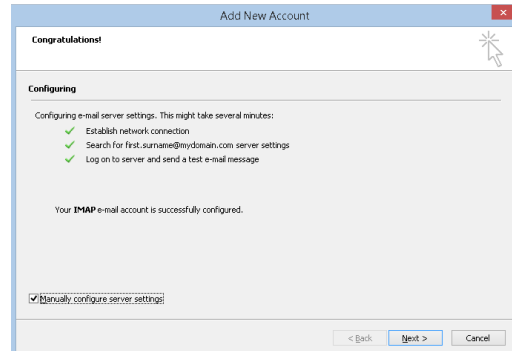 Add New Account
Congratulations!
Configuring
Configuring e-mail server settings. This might take several minutes:
Establish network connection
Search for first.surname@mydomain.com server settings
Log on to server and send a test e-mail message
Your IMAP e-mail account is successfully configured.
Manually configure server settings
< Back
Next >
Cancel